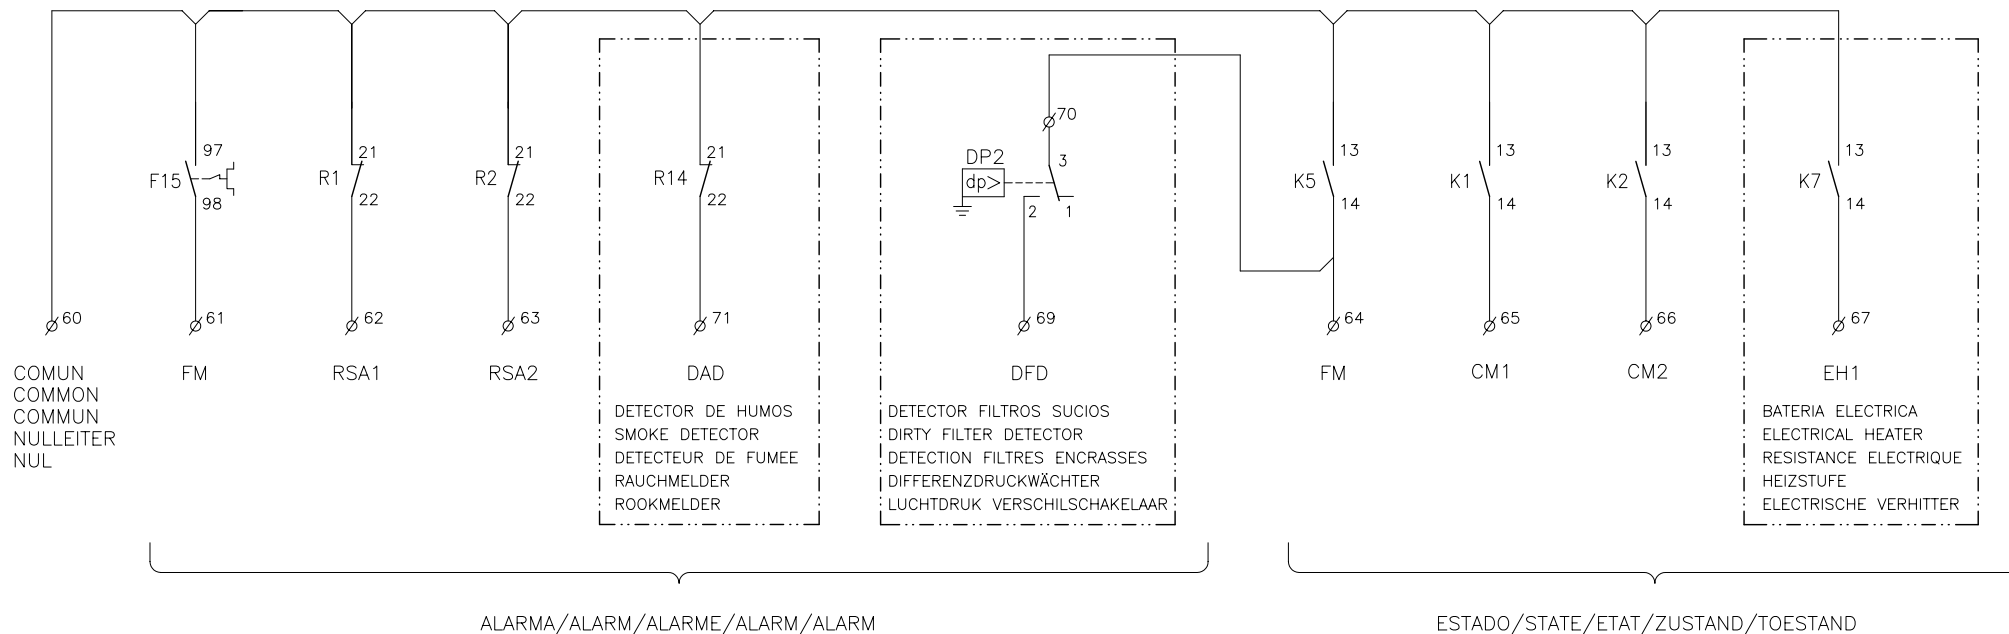 97
F15
98
21
R1
22
21
R2
22
21
R14
22
70
DP2
3
dp>
2
1
13
K5
14
13
K1
14
13
K2
14
13
K7
14
60
61
62
63
71
69
64
65
66
67
COMUN
COMMON
COMMUN
NULLEITER
NUL
FM
RSA1
RSA2
DAD
DETECTOR DE HUMOS
SMOKE DETECTOR
DETECTEUR DE FUMEE
RAUCHMELDER
ROOKMELDER
DFD
DETECTOR FILTROS SUCIOS
DIRTY FILTER DETECTOR
DETECTION FILTRES ENCRASSES
DIFFERENZDRUCKWÄCHTER
LUCHTDRUK VERSCHILSCHAKELAAR
FM
CM1
CM2
EH1
BATERIA ELECTRICA
ELECTRICAL HEATER
RESISTANCE ELECTRIQUE
HEIZSTUFE
ELECTRISCHE VERHITTER
ALARMA/ALARM/ALARME/ALARM/ALARM
ESTADO/STATE/ETAT/ZUSTAND/TOESTAND